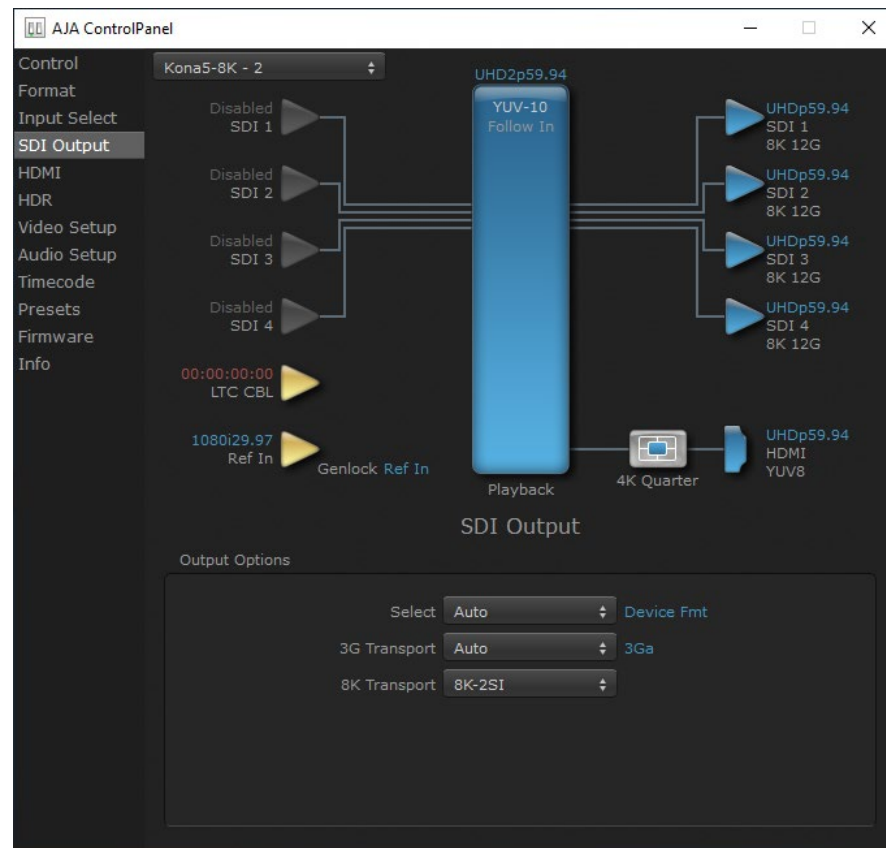 AJA ControlPanel
Control
Format
Input Select
SDI Output
HDMI
HDR
Video Setup
Audio Setup
Timecode
Presets
Firmware
Info
Kona5-8K - 2
UHD2p59.94
YUV-10
Follow In
Disabled
SDI 1
Disabled
SDI 2
Disabled
SDI 3
Disabled
SDI 4
00:00:00:00
LTC CBL
1080i29.97
Ref In
Genlock Ref In
UHDp59.94
SDI 1
8K 12G
UHDp59.94
SDI 2
8K 12G
UHDp59.94
SDI 3
8K 12G
UHDp59.94
SDI 4
8K 12G
UHDp59.94
HDMI
YUV8
4K Quarter
Playback
SDI Output
Output Options
Select Auto Device Fmt
3G Transport Auto 3Ga
8K Transport 8K-2SI